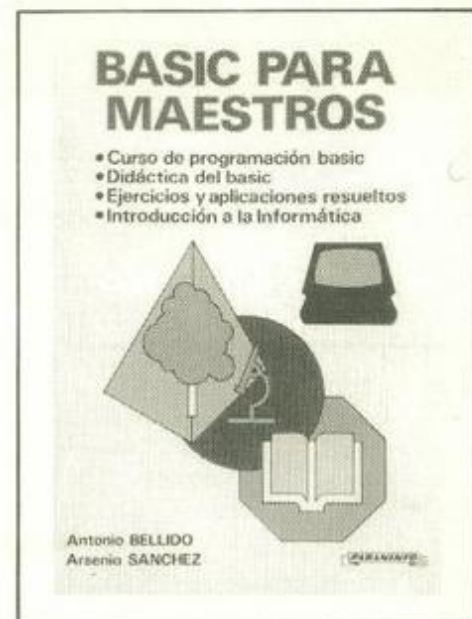 BASIC PARA
MAESTROS
• Curso de programación basic
• Didáctica del basic
• Ejercicios y aplicaciones resueltos
• Introducción a la Informática
Antonio BELLIDO
Arsenio SANCHEZ
PARANINFO